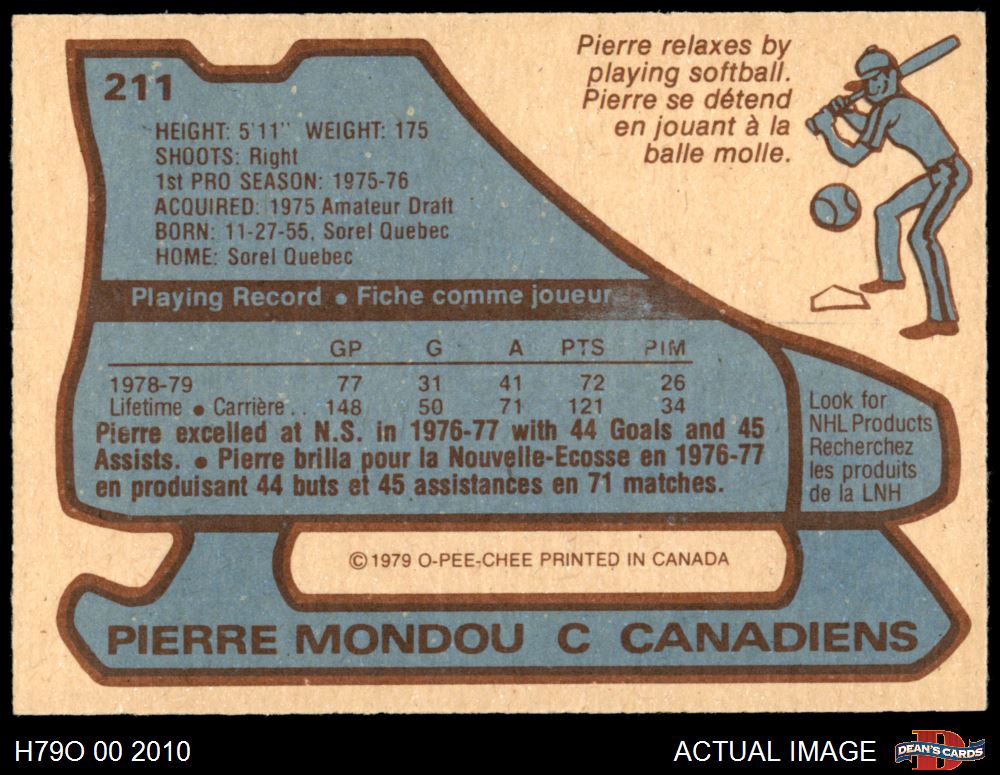 211
Pierre relaxes by
playing softball.
Pierre se détend
en jouant à la
balle molle.
HEIGHT: 5'11" WEIGHT: 175
SHOOTS: Right
1st PRO SEASON: 1975-76
ACQUIRED: 1975 Amateur Draft
BORN: 11-27-55, Sorel Quebec
HOME: Sorel Quebec
Playing Record • Fiche comme joueur
GP G A PTS PIM
1978-79 77 31 41 72 26
Lifetime • Carrière . . 148 50 71 121 34
Pierre excelled at N.S. in 1976-77 with 44 Goals and 45
Assists. • Pierre brilla pour la Nouvelle-Ecosse en 1976-77
en produisant 44 buts et 45 assistances en 71 matches.
Look for
NHL Products
Recherchez
les produits
de la LNH
©1979 O-PEE-CHEE PRINTED IN CANADA
PIERRE MONDOU C CANADIENS
H79O 00 2010
ACTUAL IMAGE
D
DEAN'S CARDS